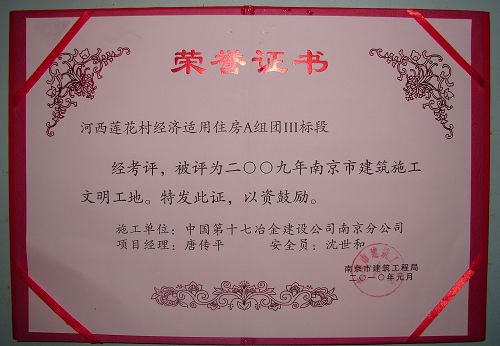 荣誉证书
河西莲花村经济适用住房A组团III标段
经考评，被评为二〇〇九年南京市建筑施工
文明工地。特发此证，以资鼓励。
施工单位：中国第十七冶金建设公司南京分公司
项目经理：唐传平 安全员：沈世和
南京市建筑工程局
二〇一〇年元月